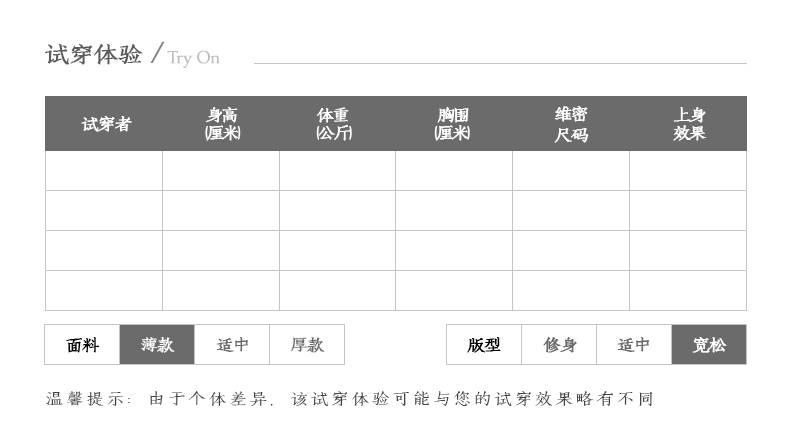 试穿体验 / Try On
试穿者 身高 (厘米) 体重 (公斤) 胸围 (厘米) 维密 尺码 上身 效果
面料 薄款 适中 厚款 版型 修身 适中 宽松
温馨提示: 由于个体差异, 该试穿体验可能与您的试穿效果略有不同